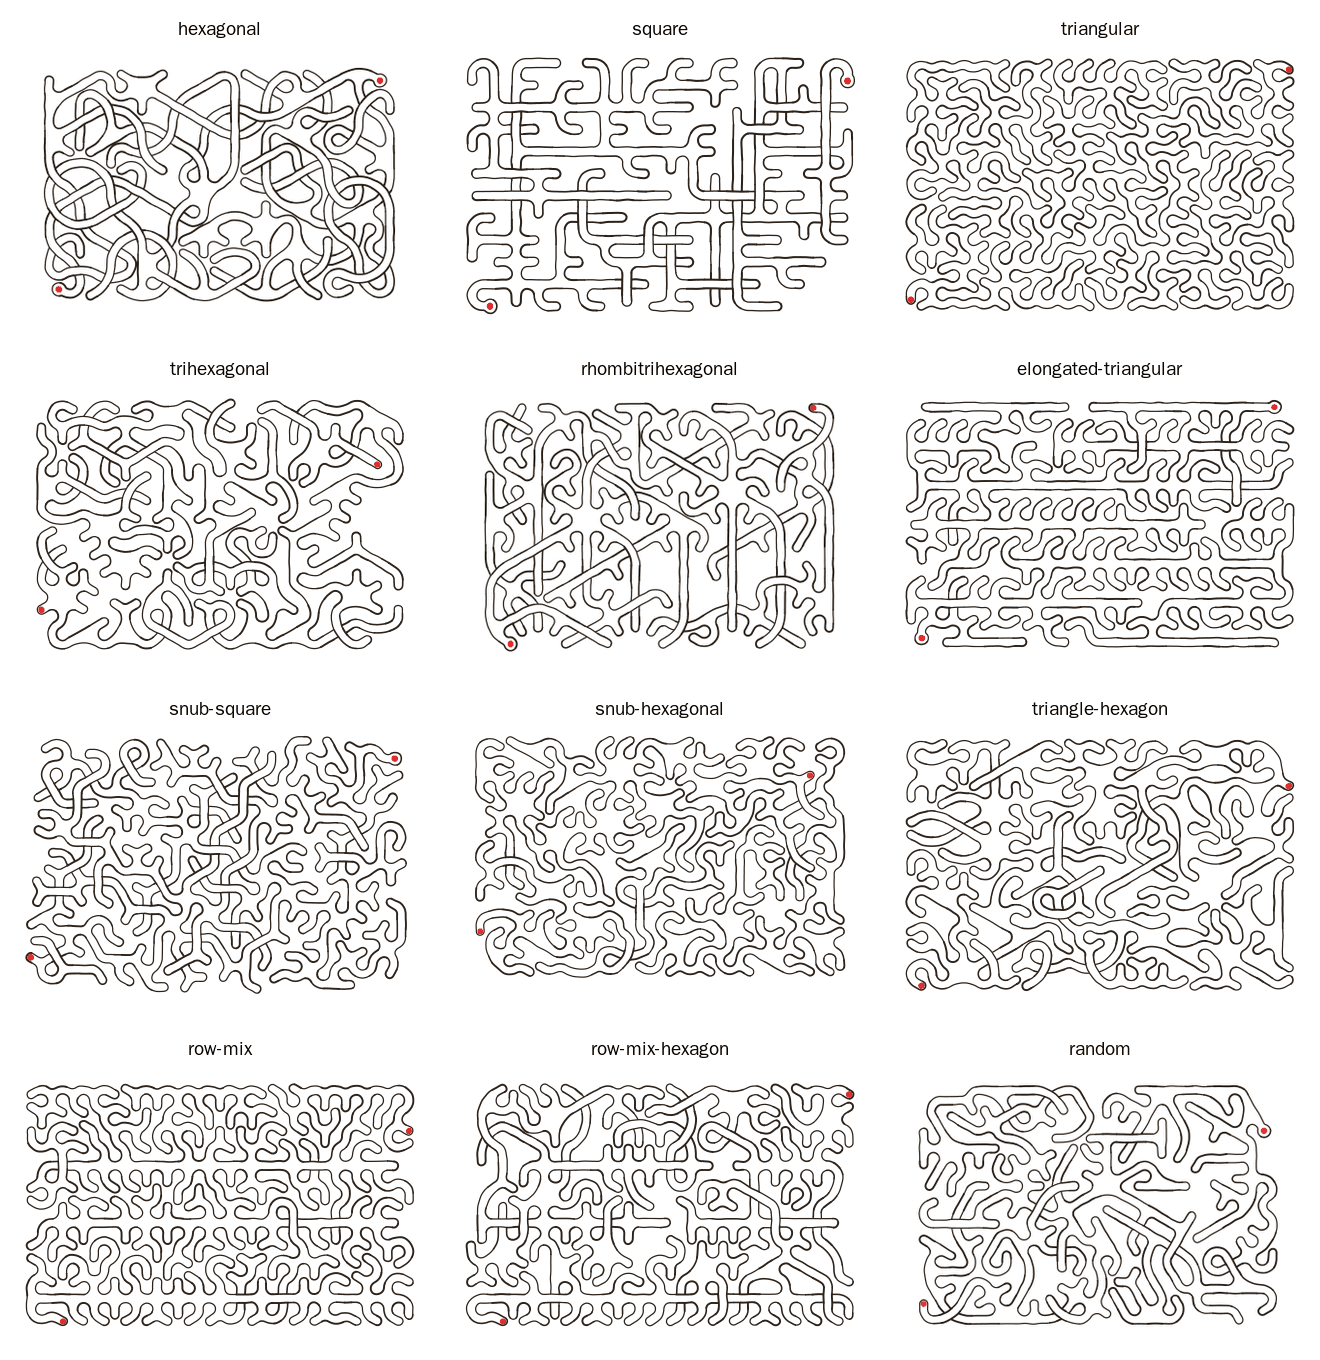 hexagonal
square
triangular
trihexagonal
rhombitrihexagonal
elongated-triangular
snub-square
snub-hexagonal
triangle-hexagon
row-mix
row-mix-hexagon
random